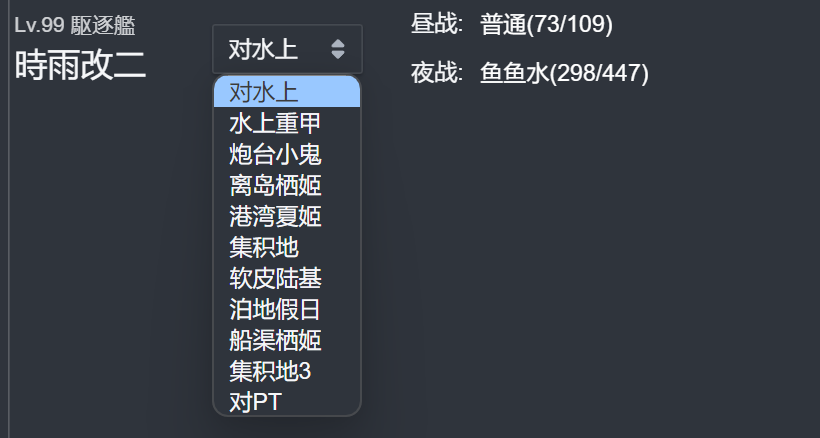 Lv.99 駆逐艦
時雨改二
对水上
昼战: 普通(73/109)
夜战: 鱼鱼水(298/447)
对水上
水上重甲
炮台小鬼
离岛栖姬
港湾夏姬
集积地
软皮陆基
泊地假日
船渠栖姬
集积地3
对PT